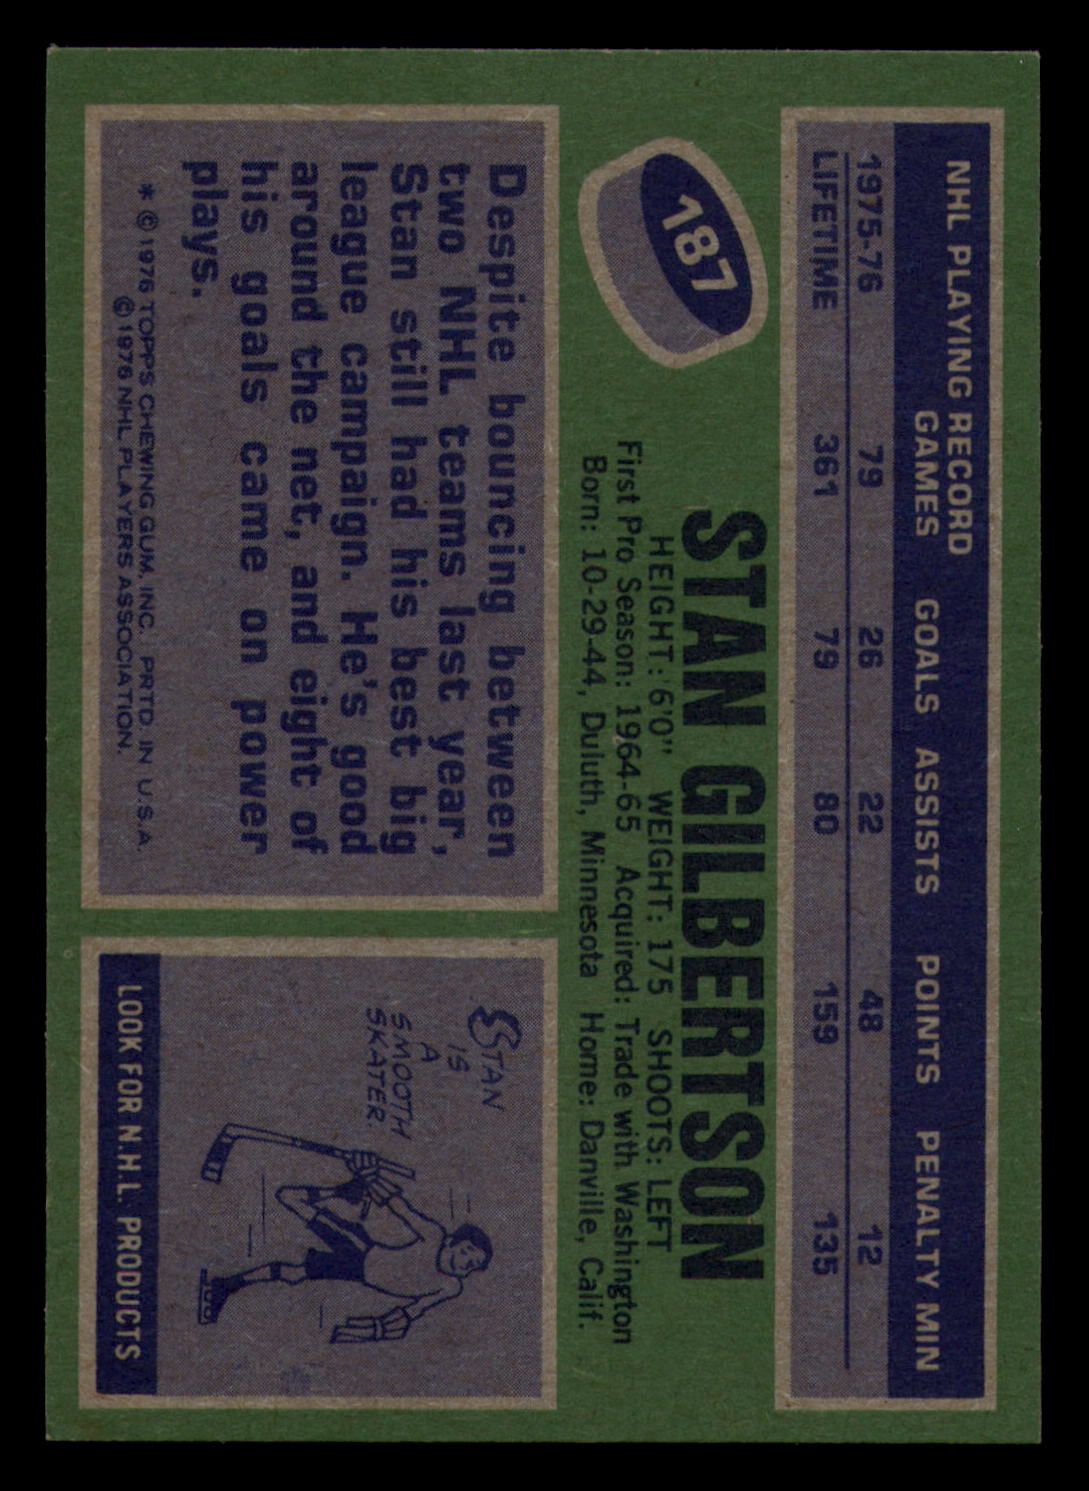 NHL PLAYING RECORD
GAMES GOALS ASSISTS POINTS PENALTY MIN
1975-76 79 26 22 48 12
LIFETIME 361 79 80 159 135
187
STAN GILBERTSON
HEIGHT: 6'0" WEIGHT: 175 SHOOTS: LEFT
First Pro Season: 1964-65 Acquired: Trade with Washington
Born: 10-29-44, Duluth, Minnesota Home: Danville, Calif.
Despite bouncing between
two NHL teams last year,
Stan still had his best big
league campaign. He's good
around the net, and eight of
his goals came on power
plays.
* © 1976 TOPPS CHEWING GUM, INC. PRTD. IN U.S.A.
© 1976 NHL PLAYERS ASSOCIATION.
STAN
IS
A
SMOOTH
SKATER.
LOOK FOR N.H.L. PRODUCTS